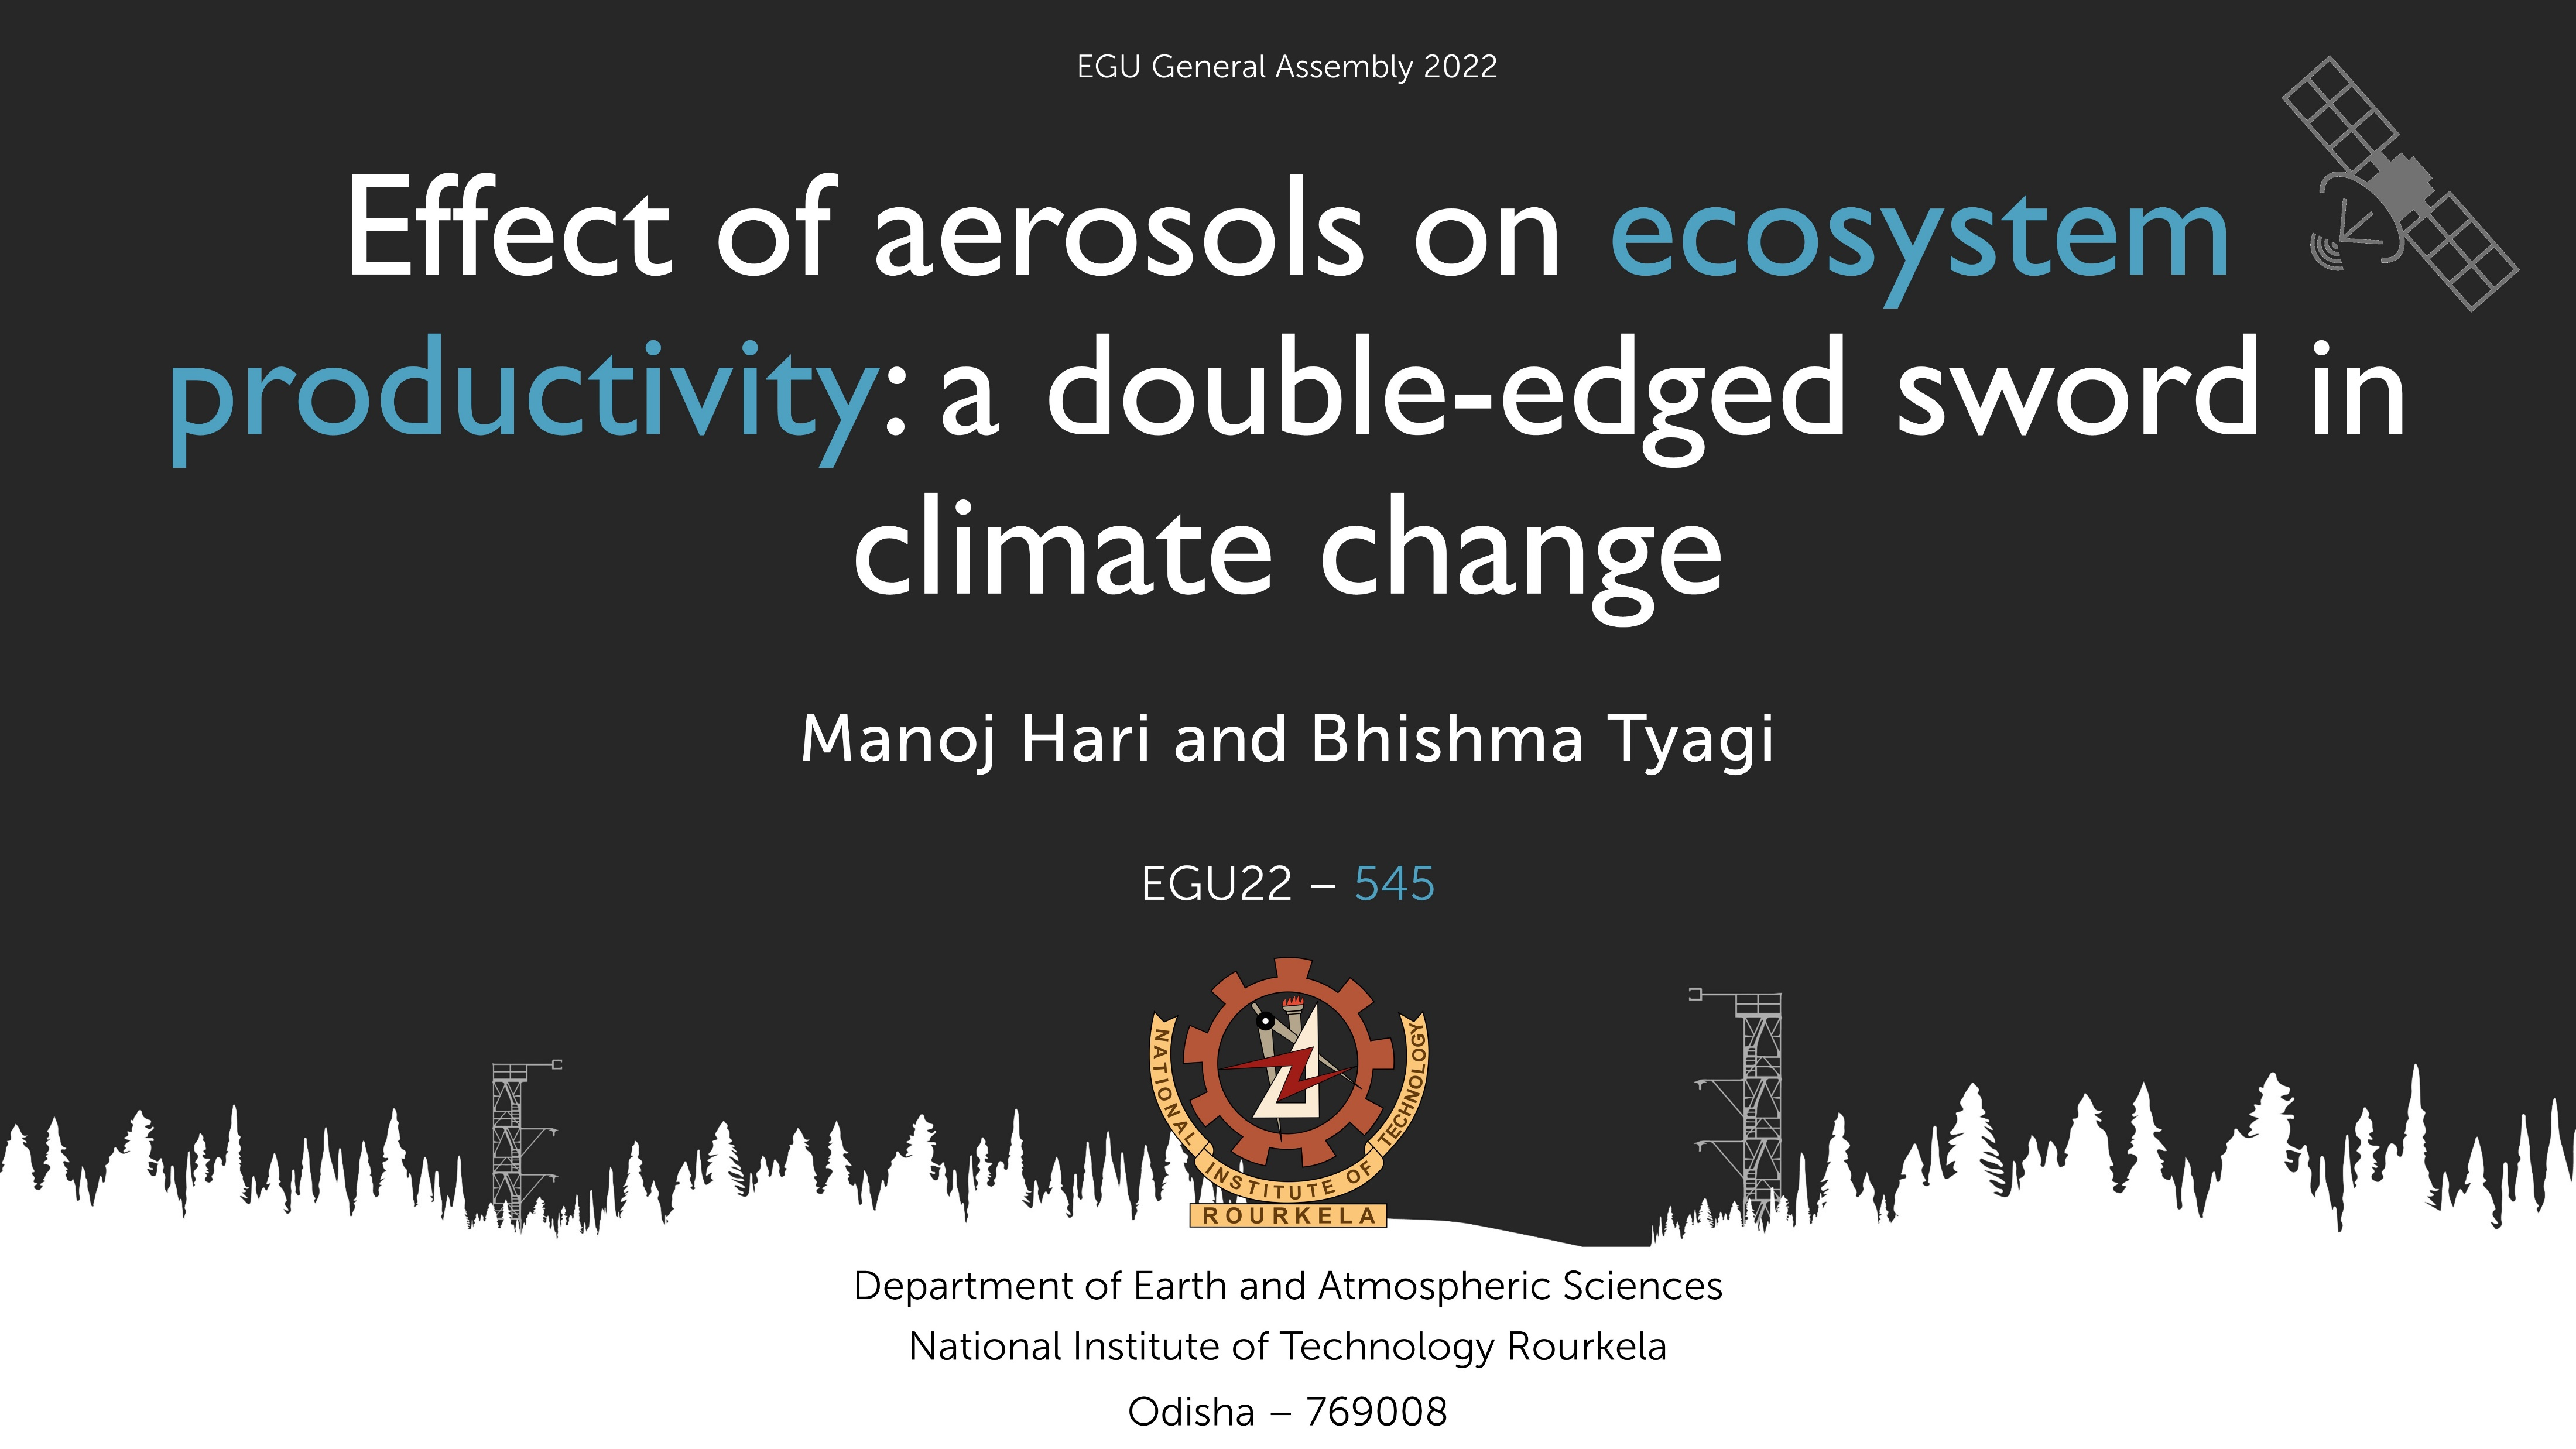 EGU General Assembly 2022
Effect of aerosols on ecosystem
productivity: a double-edged sword in
climate change
Manoj Hari and Bhishma Tyagi
EGU22 – 545
NATIONAL INSTITUTE OF TECHNOLOGY
ROURKELA
Department of Earth and Atmospheric Sciences
National Institute of Technology Rourkela
Odisha – 769008